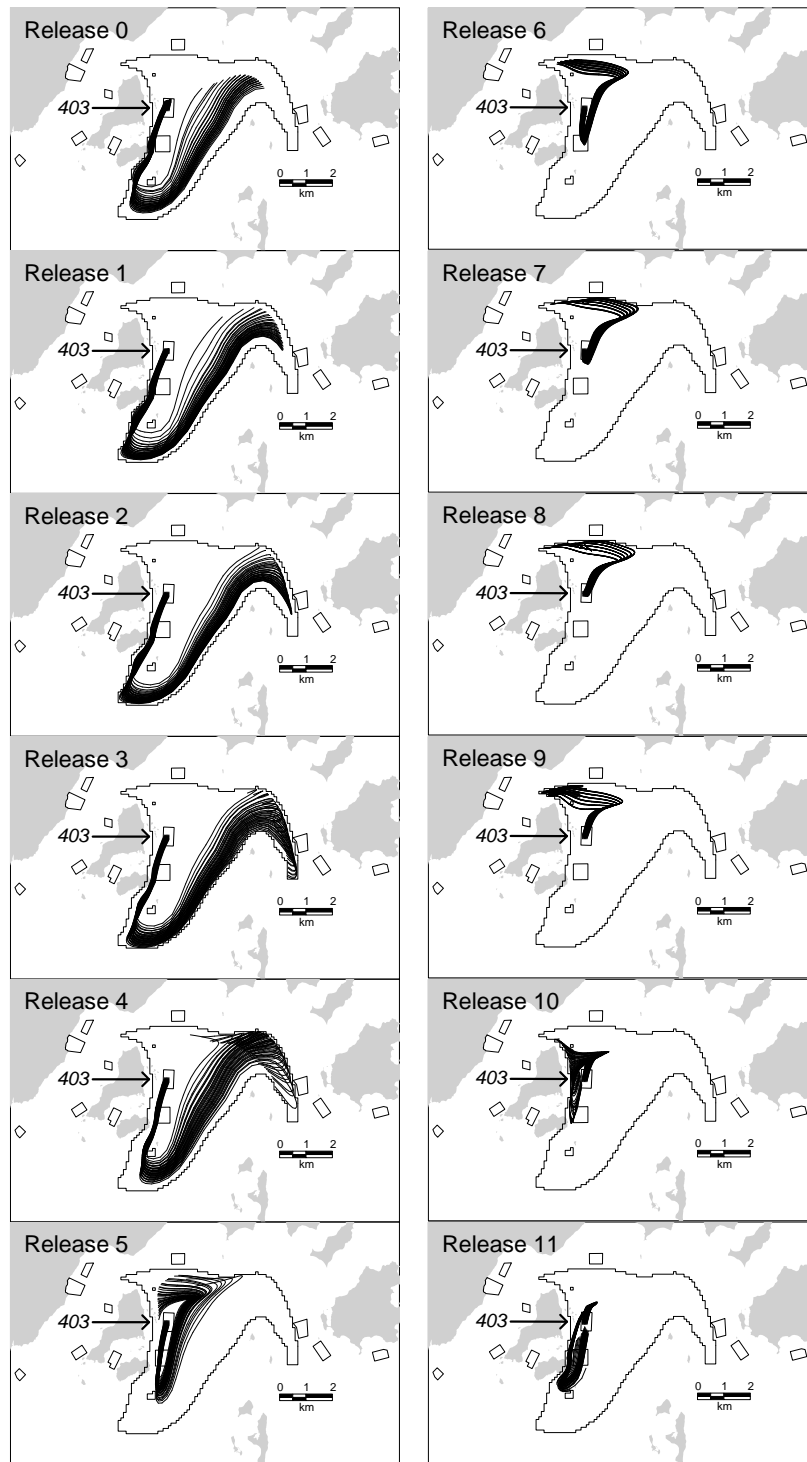 Release 0
403
0 1 2
km
Release 1
403
0 1 2
km
Release 2
403
0 1 2
km
Release 3
403
0 1 2
km
Release 4
403
0 1 2
km
Release 5
403
0 1 2
km
Release 6
403
0 1 2
km
Release 7
403
0 1 2
km
Release 8
403
0 1 2
km
Release 9
403
0 1 2
km
Release 10
403
0 1 2
km
Release 11
403
0 1 2
km